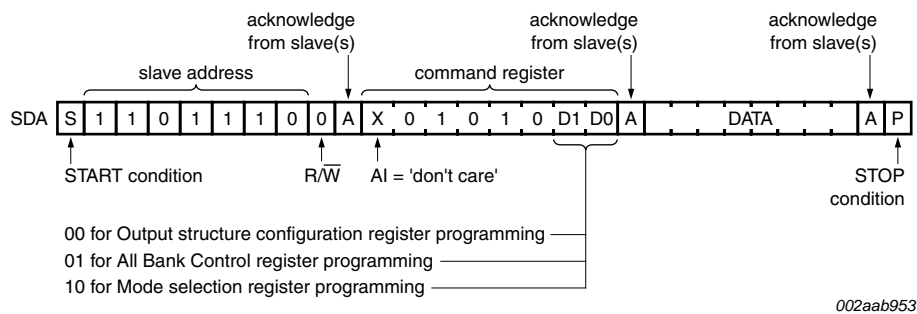 acknowledge from slave(s)
acknowledge from slave(s)
acknowledge from slave(s)
slave address
command register
SDA S 1 1 0 1 1 1 0 0 A X 0 1 0 1 0 D1 D0 A DATA A P
START condition
R/W̅
AI = 'don't care'
STOP condition
00 for Output structure configuration register programming
01 for All Bank Control register programming
10 for Mode selection register programming
002aab953